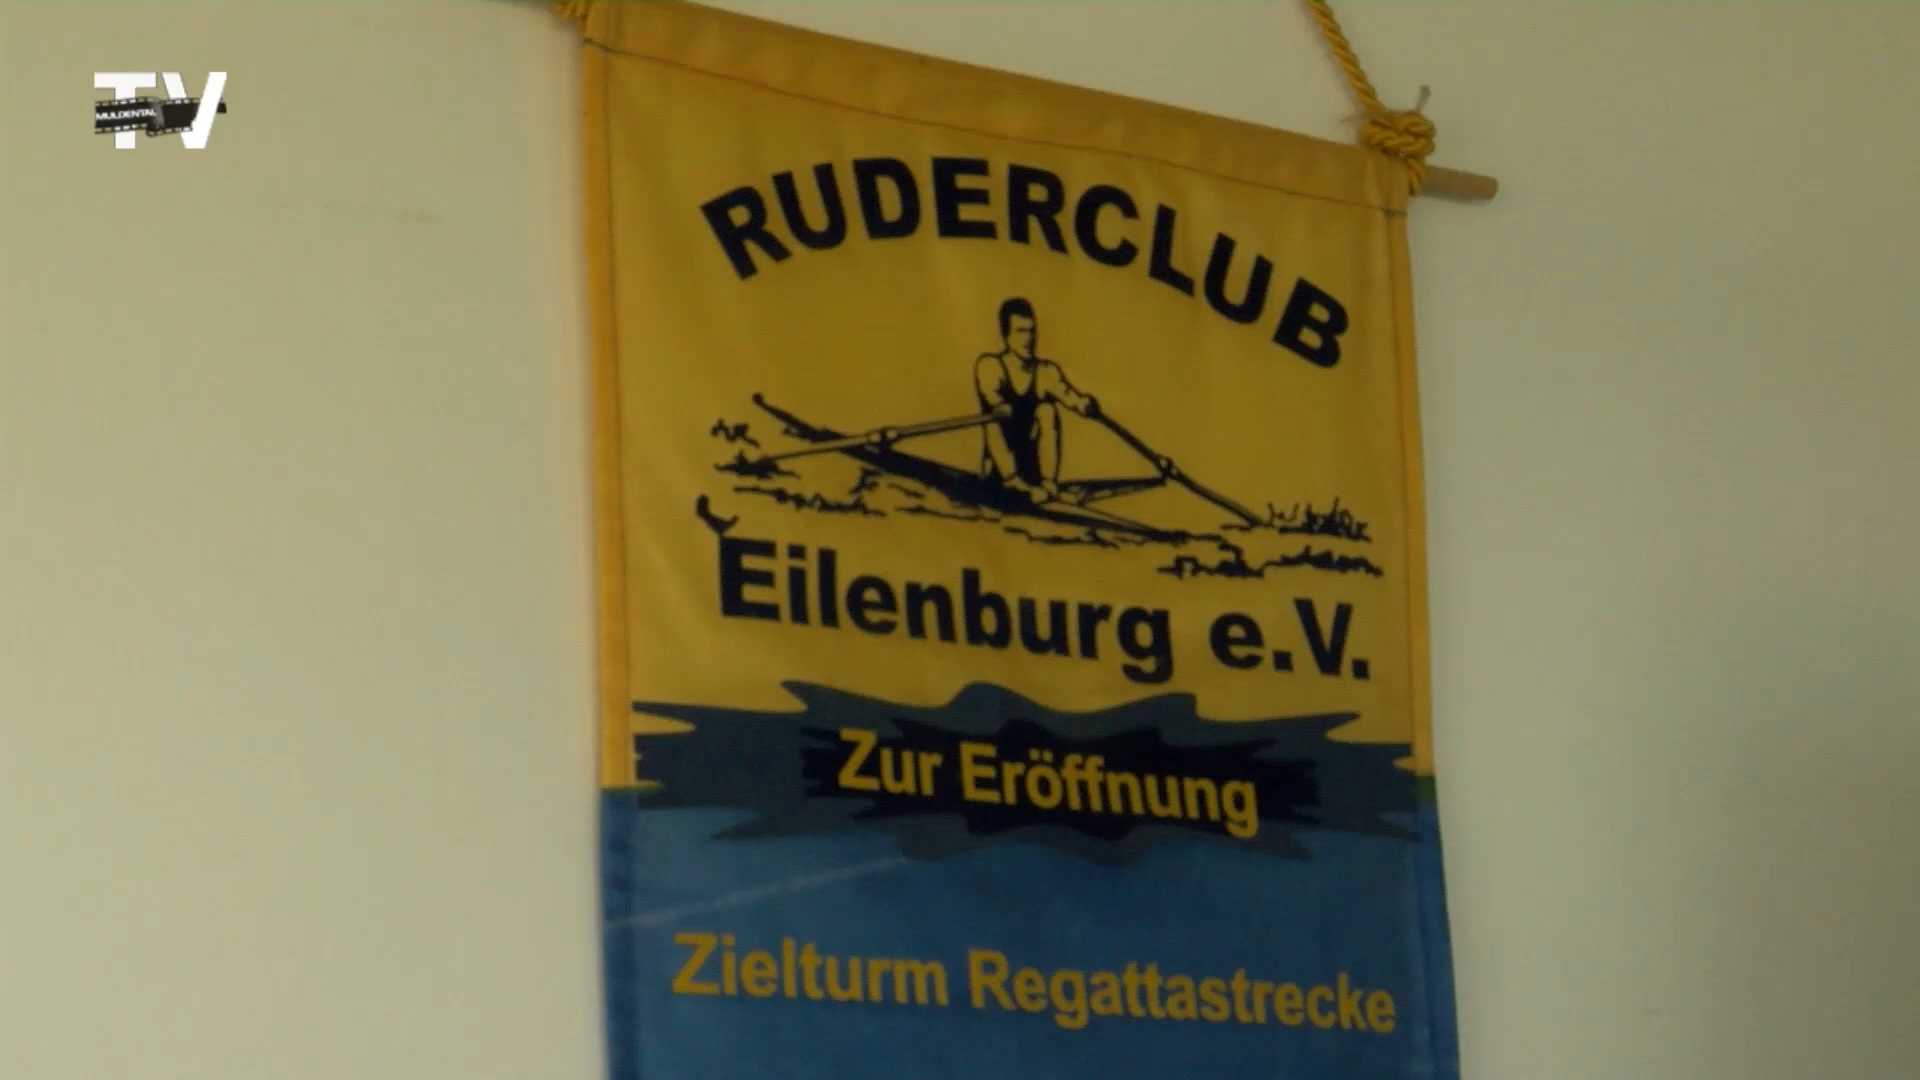 TV
MULDENTAL
RUDERCLUB
Eilenburg e.V.
Zur Eröffnung
Zielturm Regattastrecke